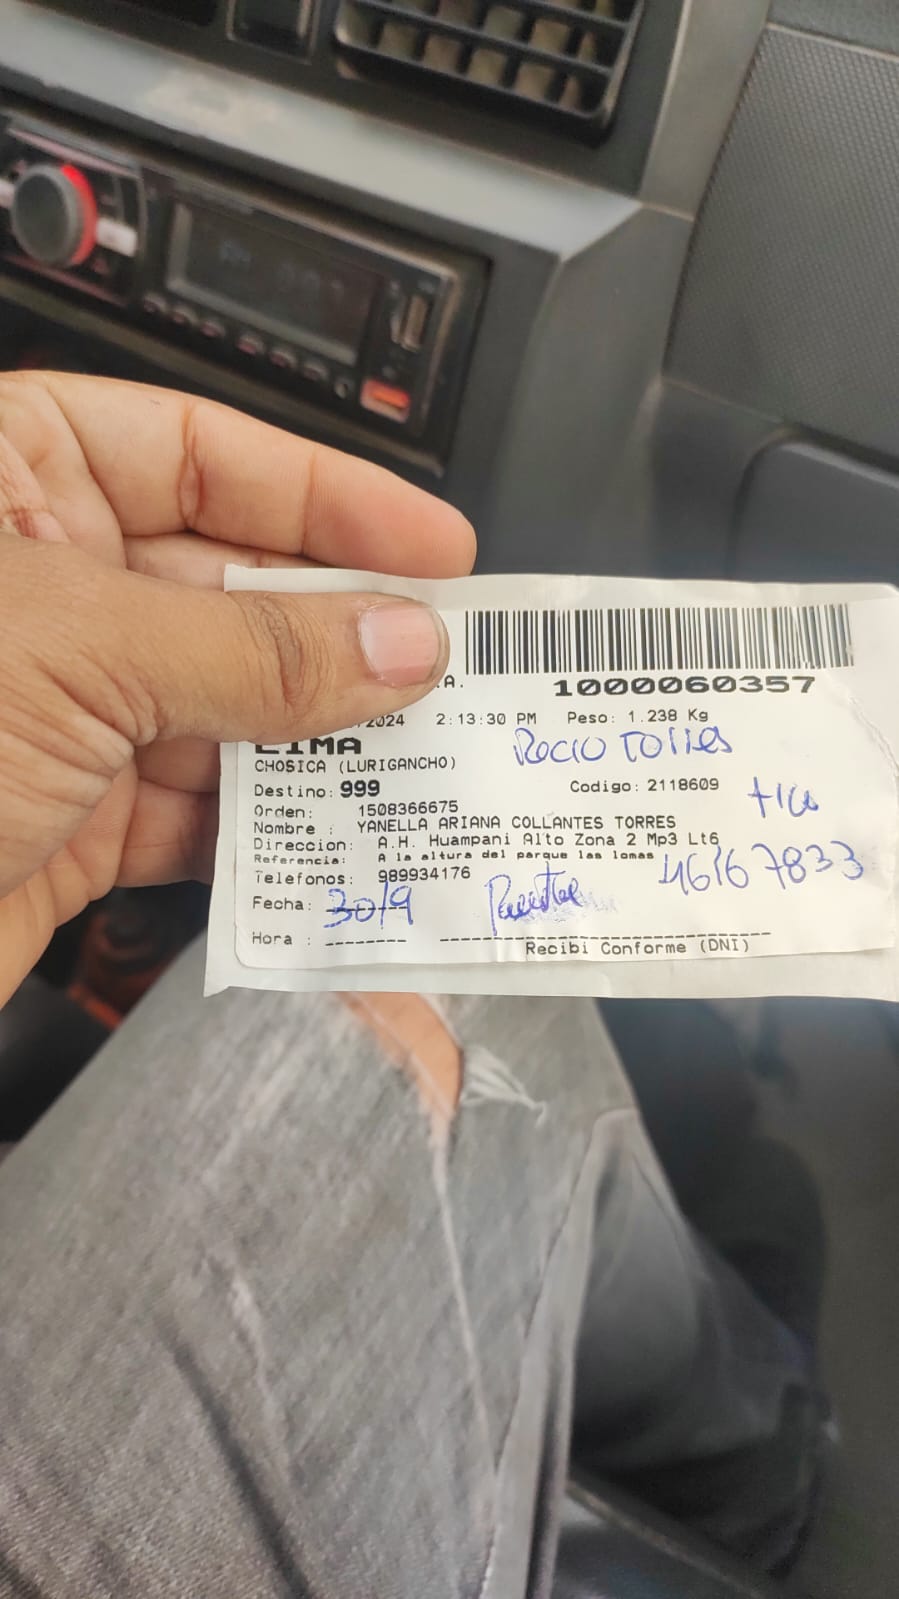 .A.
1000060357
/2024 2:13:30 PM Peso: 1.238 Kg
LIMA
Rocio Torres
CHOSICA (LURIGANCHO)
Destino: 999 Codigo: 2118609
Orden: 1508366675
Nombre : YANELLA ARIANA COLLANTES TORRES
Direccion: A.H. Huampani Alto Zona 2 Mp3 Lt6
Referencia: A la altura del parque las lomas
Telefonos: 989934176
46167833
Fecha: 30/9
Hora :
Recibi Conforme (DNI)